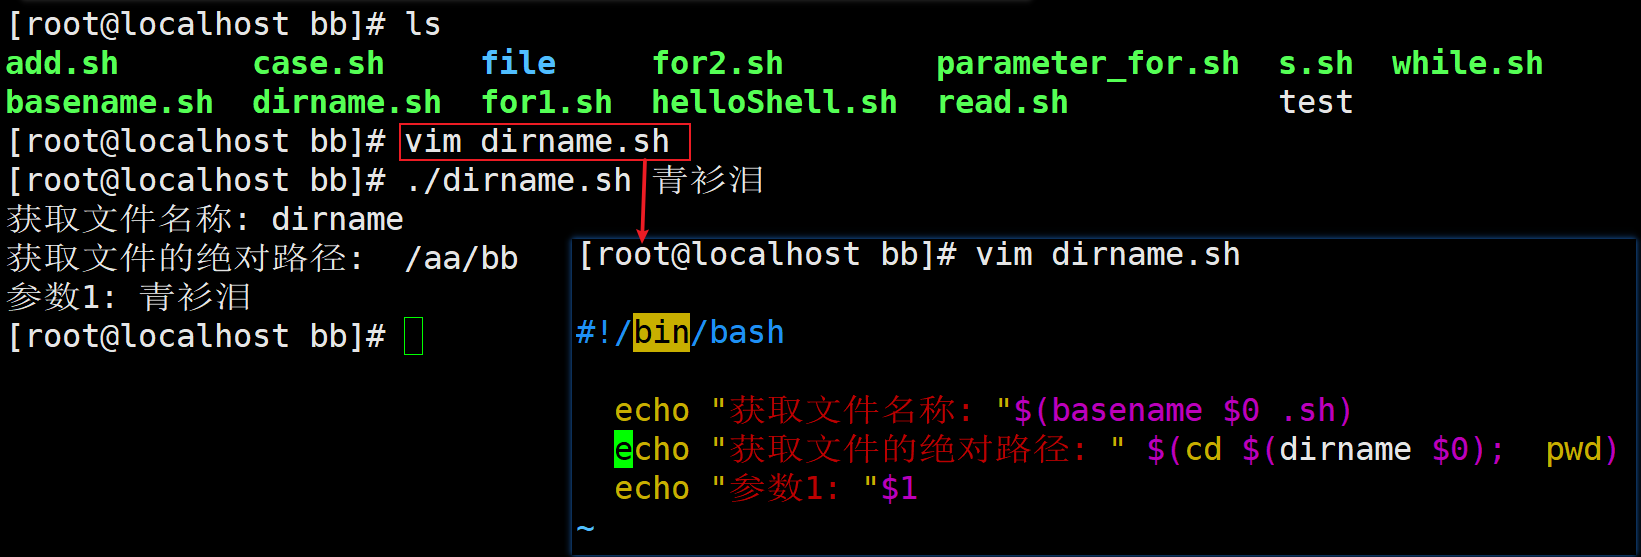 [root@localhost bb]# ls
add.sh case.sh file for2.sh parameter_for.sh s.sh while.sh
basename.sh dirname.sh for1.sh helloShell.sh read.sh test
[root@localhost bb]# vim dirname.sh
[root@localhost bb]# ./dirname.sh 青衫泪
获取文件名称: dirname
获取文件的绝对路径:  /aa/bb
参数1: 青衫泪
[root@localhost bb]#
[root@localhost bb]# vim dirname.sh
#!/bin/bash
echo "获取文件名称: "$(basename $0 .sh)
echo "获取文件的绝对路径: " $(cd $(dirname $0);  pwd)
echo "参数1: "$1
~